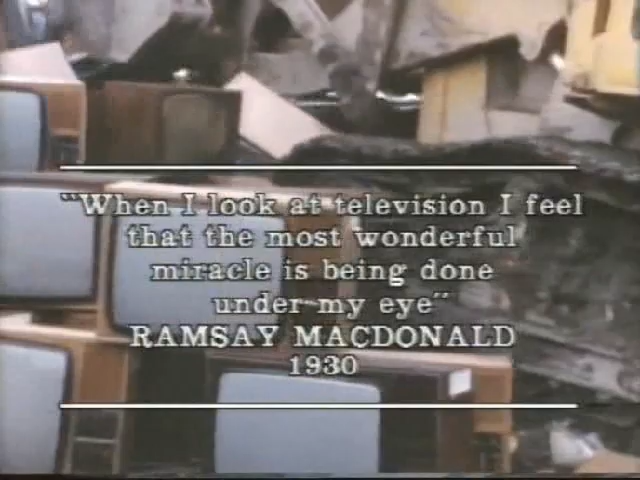 "When I look at television I feel
that the most wonderful
miracle is being done
under my eye"
RAMSAY MACDONALD
1930